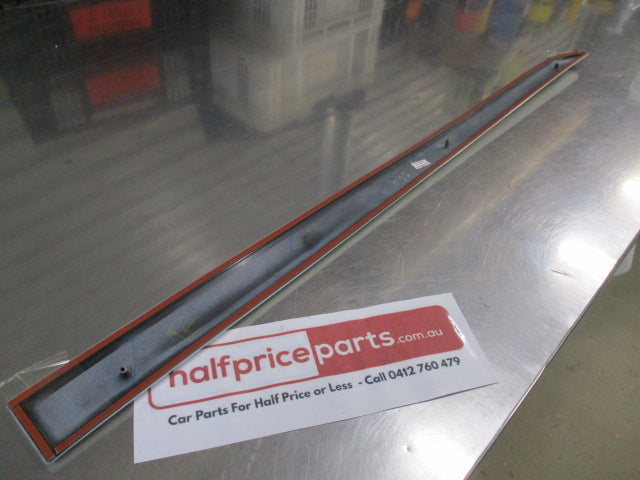 halfpriceparts.com.au
Car Parts For Half Price or Less - Call 0412 760 479